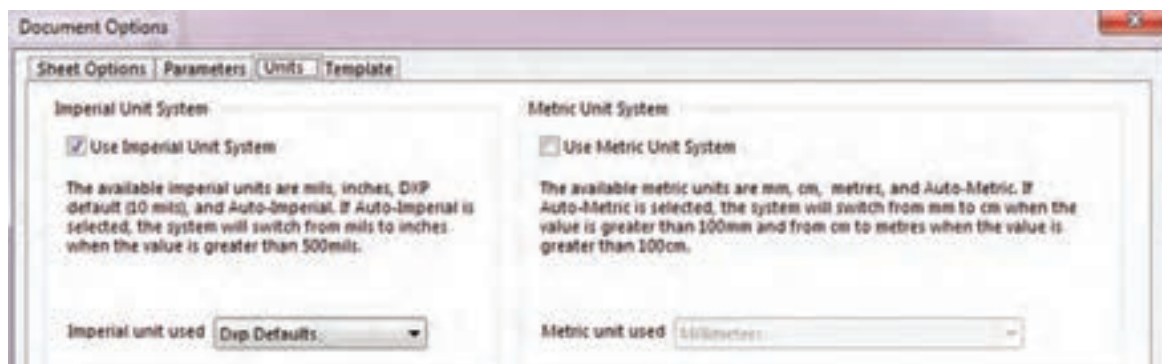 Document Options
Sheet Options Parameters Units Template
Imperial Unit System
Use Imperial Unit System
The available imperial units are mils, inches, DXP
default (10 mils), and Auto-Imperial. If Auto-Imperial is
selected, the system will switch from mils to inches
when the value is greater than 500mils.
Imperial unit used Dxp Defaults
Metric Unit System
Use Metric Unit System
The available metric units are mm, cm, metres, and Auto-Metric. If
Auto-Metric is selected, the system will switch from mm to cm when the
value is greater than 100mm and from cm to metres when the value is
greater than 100cm.
Metric unit used Millimeters